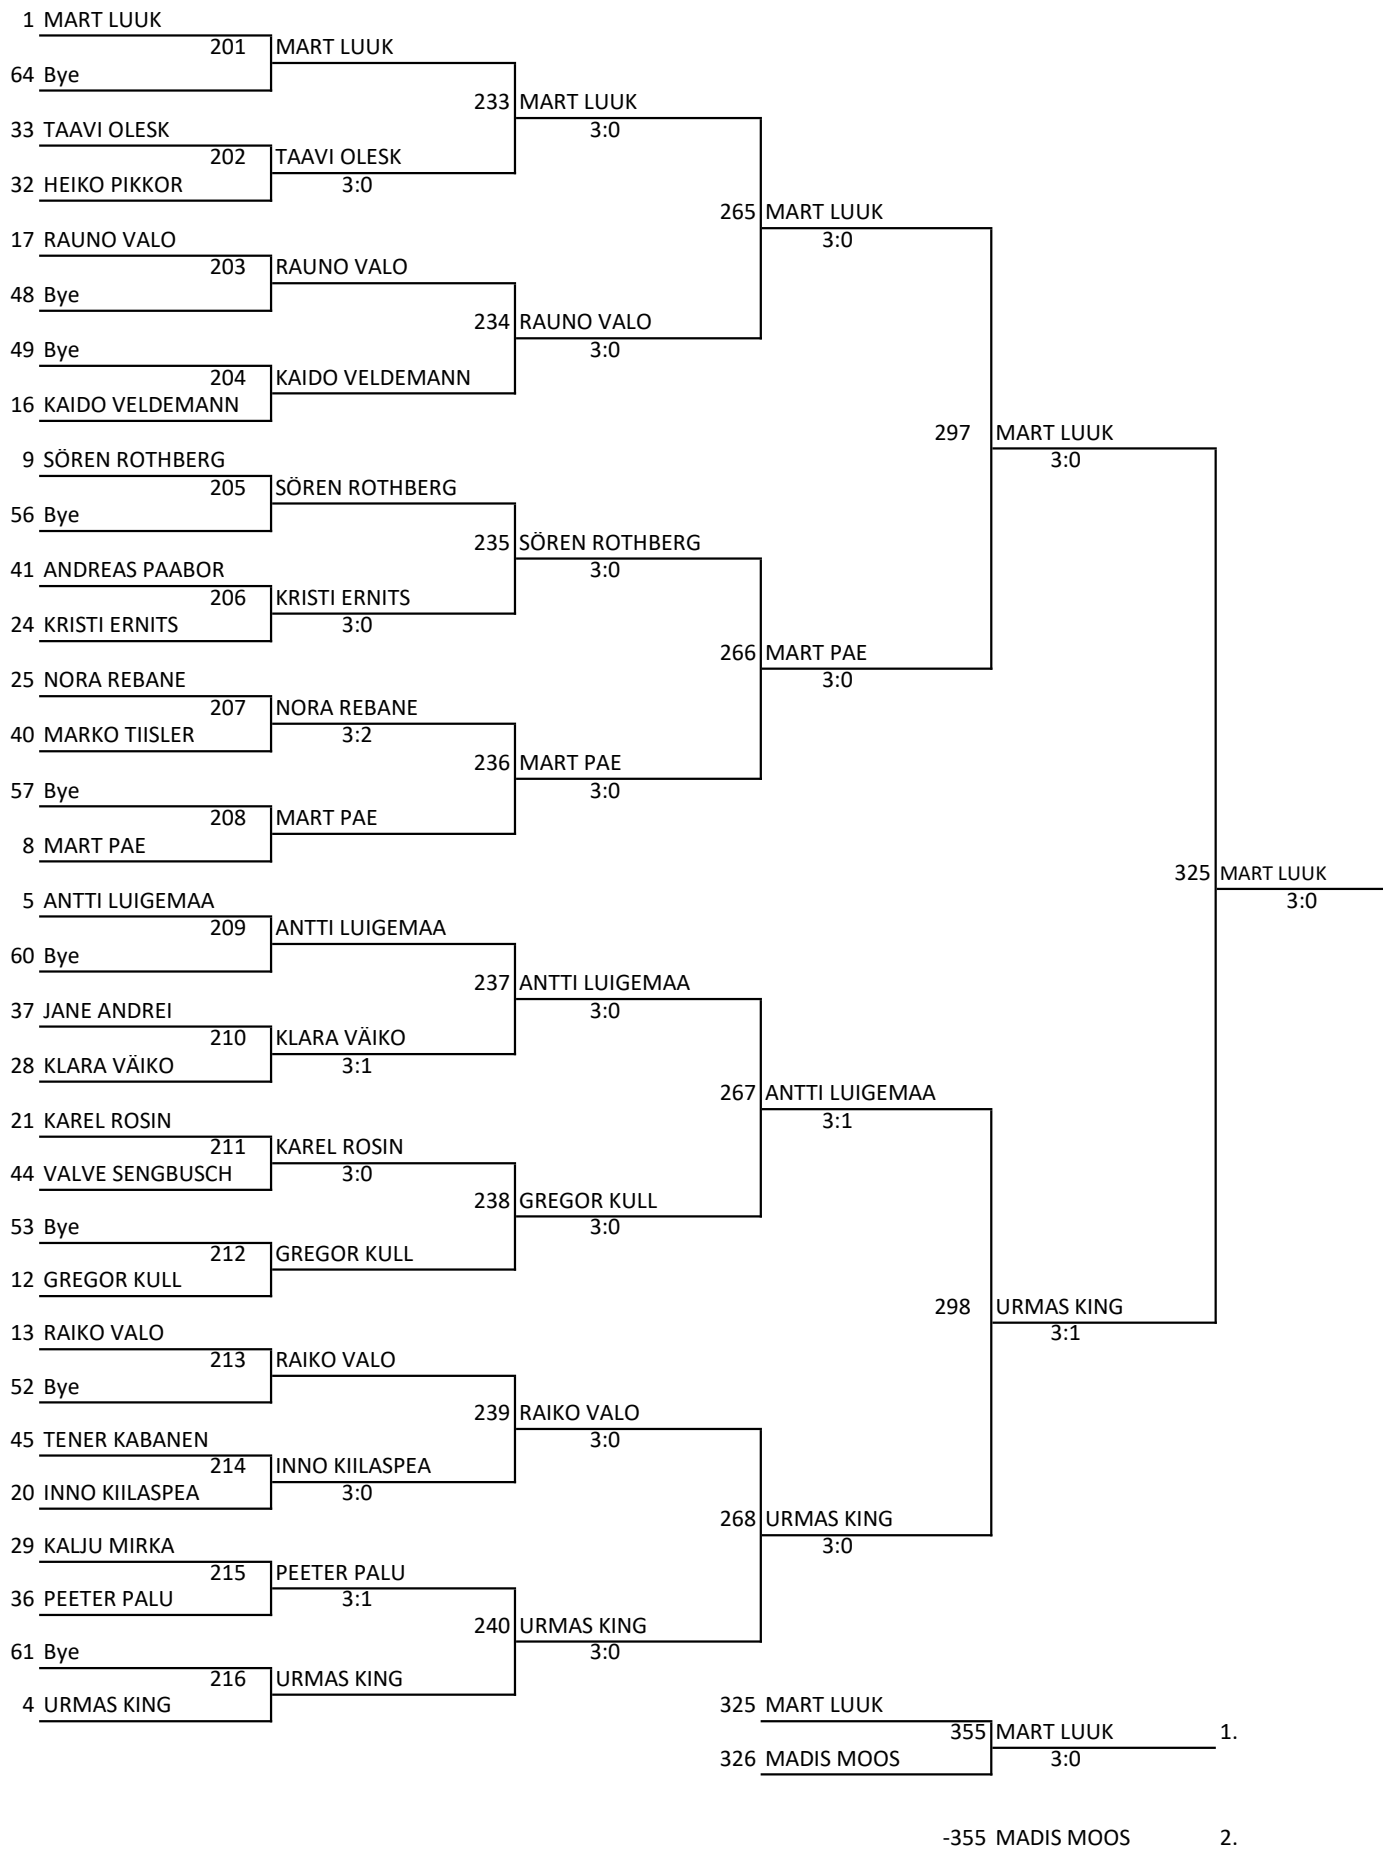 1 MART LUUK
201 MART LUUK
64 Bye
233 MART LUUK
3:0
33 TAAVI OLESK
202 TAAVI OLESK
3:0
32 HEIKO PIKKOR
265 MART LUUK
3:0
17 RAUNO VALO
203 RAUNO VALO
48 Bye
234 RAUNO VALO
3:0
49 Bye
204 KAIDO VELDEMANN
16 KAIDO VELDEMANN
297 MART LUUK
3:0
9 SÖREN ROTHBERG
205 SÖREN ROTHBERG
56 Bye
235 SÖREN ROTHBERG
3:0
41 ANDREAS PAABOR
206 KRISTI ERNITS
3:0
24 KRISTI ERNITS
266 MART PAE
3:0
25 NORA REBANE
207 NORA REBANE
3:2
40 MARKO TIISLER
236 MART PAE
3:0
57 Bye
208 MART PAE
8 MART PAE
325 MART LUUK
3:0
5 ANTTI LUIGEMAA
209 ANTTI LUIGEMAA
60 Bye
237 ANTTI LUIGEMAA
3:0
37 JANE ANDREI
210 KLARA VÄIKO
3:1
28 KLARA VÄIKO
267 ANTTI LUIGEMAA
3:1
21 KAREL ROSIN
211 KAREL ROSIN
3:0
44 VALVE SENGBUSCH
238 GREGOR KULL
3:0
53 Bye
212 GREGOR KULL
12 GREGOR KULL
298 URMAS KING
3:1
13 RAIKO VALO
213 RAIKO VALO
52 Bye
239 RAIKO VALO
3:0
45 TENER KABANEN
214 INNO KIILASPEA
3:0
20 INNO KIILASPEA
268 URMAS KING
3:0
29 KALJU MIRKA
215 PEETER PALU
3:1
36 PEETER PALU
240 URMAS KING
3:0
61 Bye
216 URMAS KING
4 URMAS KING
325 MART LUUK
355 MART LUUK 1.
3:0
326 MADIS MOOS
-355 MADIS MOOS 2.